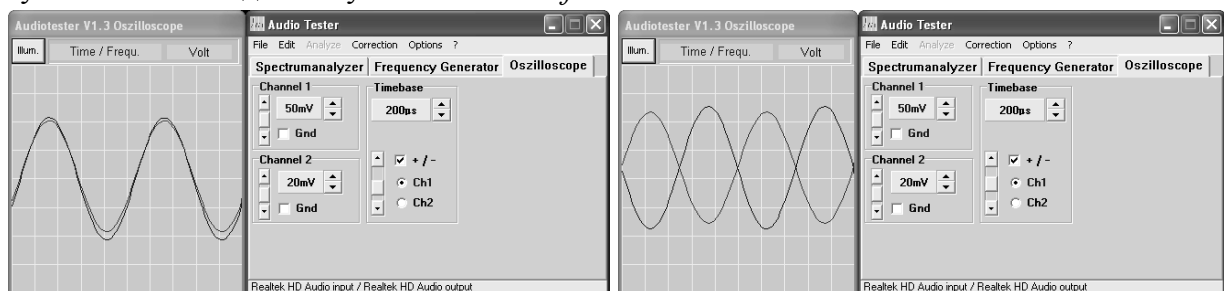 Audiotester V1.3 Oszilloscope
Illum. Time / Frequ. Volt
Audio Tester
File Edit Analyze Correction Options ?
Spectrumanalyzer Frequency Generator Oszilloscope
Channel 1 Timebase
50mV 200µs
Gnd
Channel 2 + / -
20mV Ch1
Gnd Ch2
Realtek HD Audio input / Realtek HD Audio output
Audiotester V1.3 Oszilloscope
Illum. Time / Frequ. Volt
Audio Tester
File Edit Analyze Correction Options ?
Spectrumanalyzer Frequency Generator Oszilloscope
Channel 1 Timebase
50mV 200µs
Gnd
Channel 2 + / -
20mV Ch1
Gnd Ch2
Realtek HD Audio input / Realtek HD Audio output